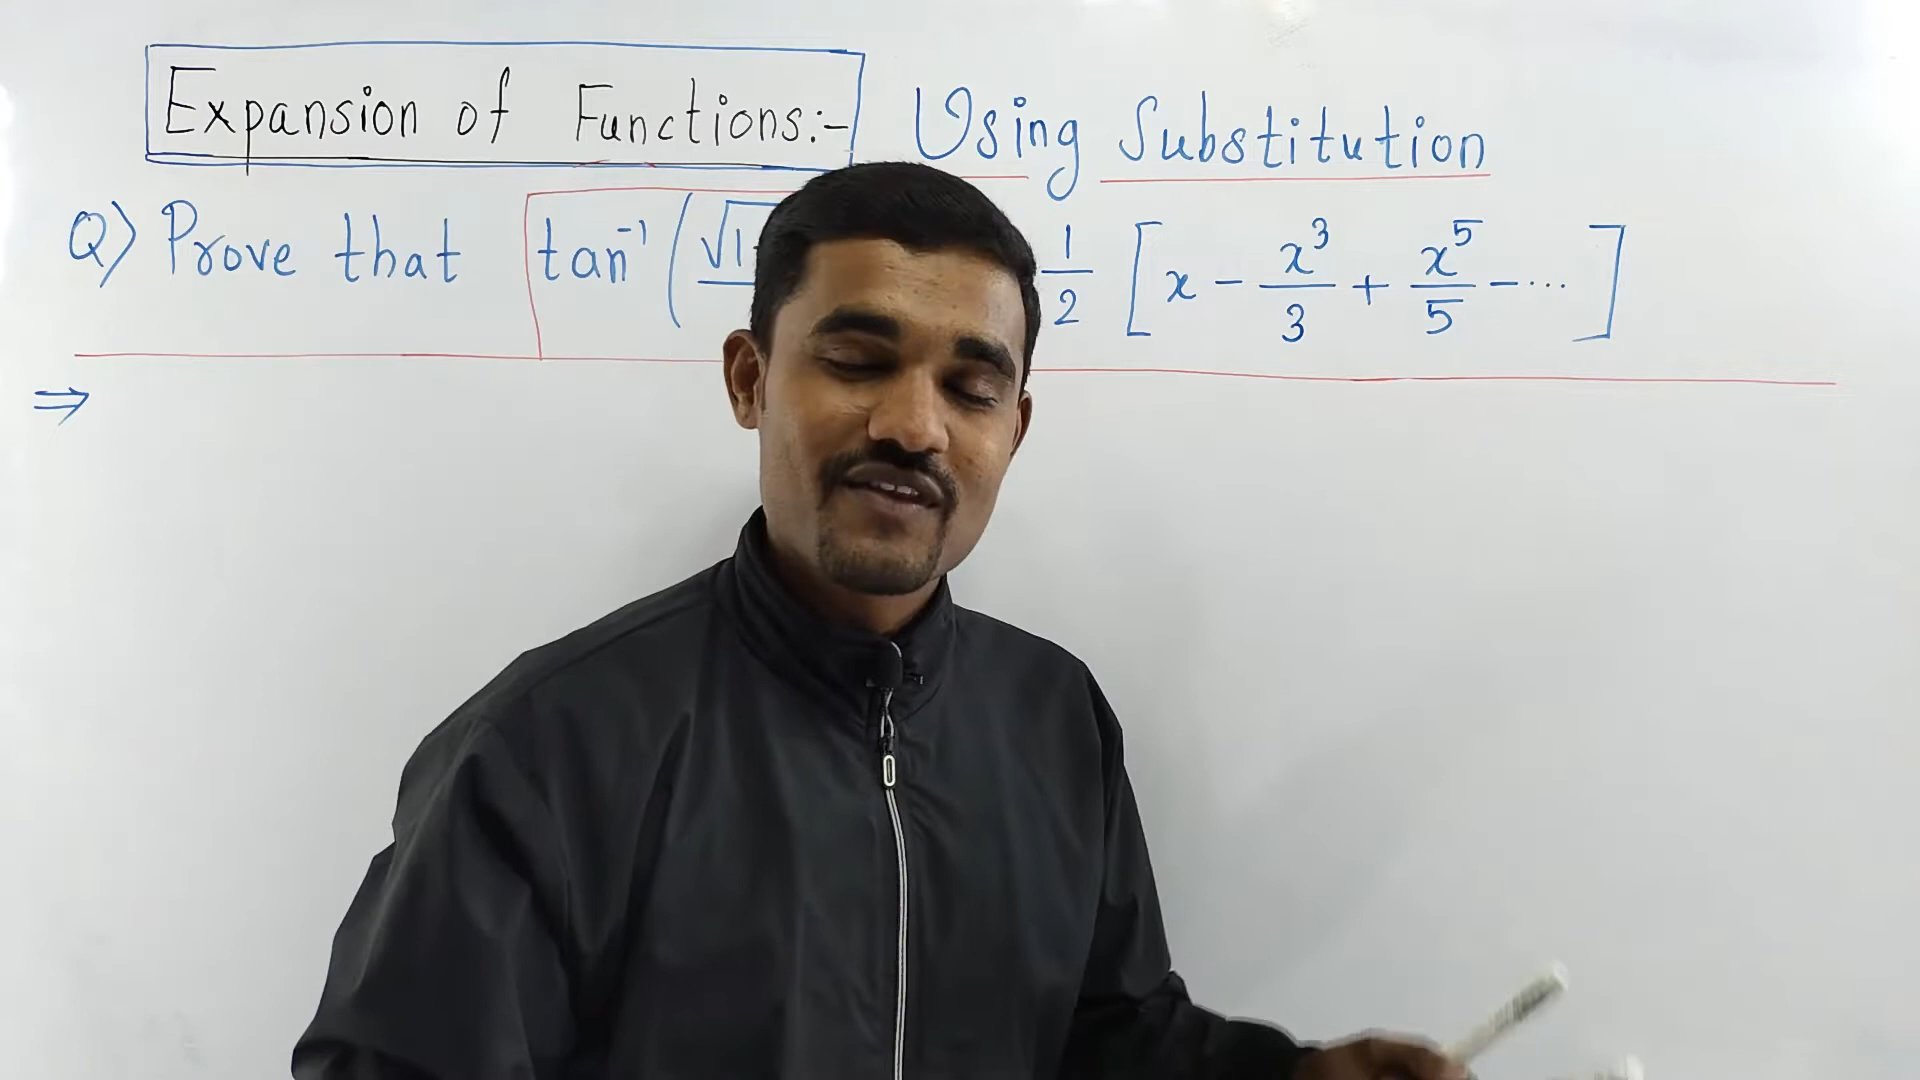 Expansion of Functions:- Using Substitution
Q) Prove that tan⁻¹(√1 1/2 [x - x³/3 + x⁵/5 - ...]
⇒